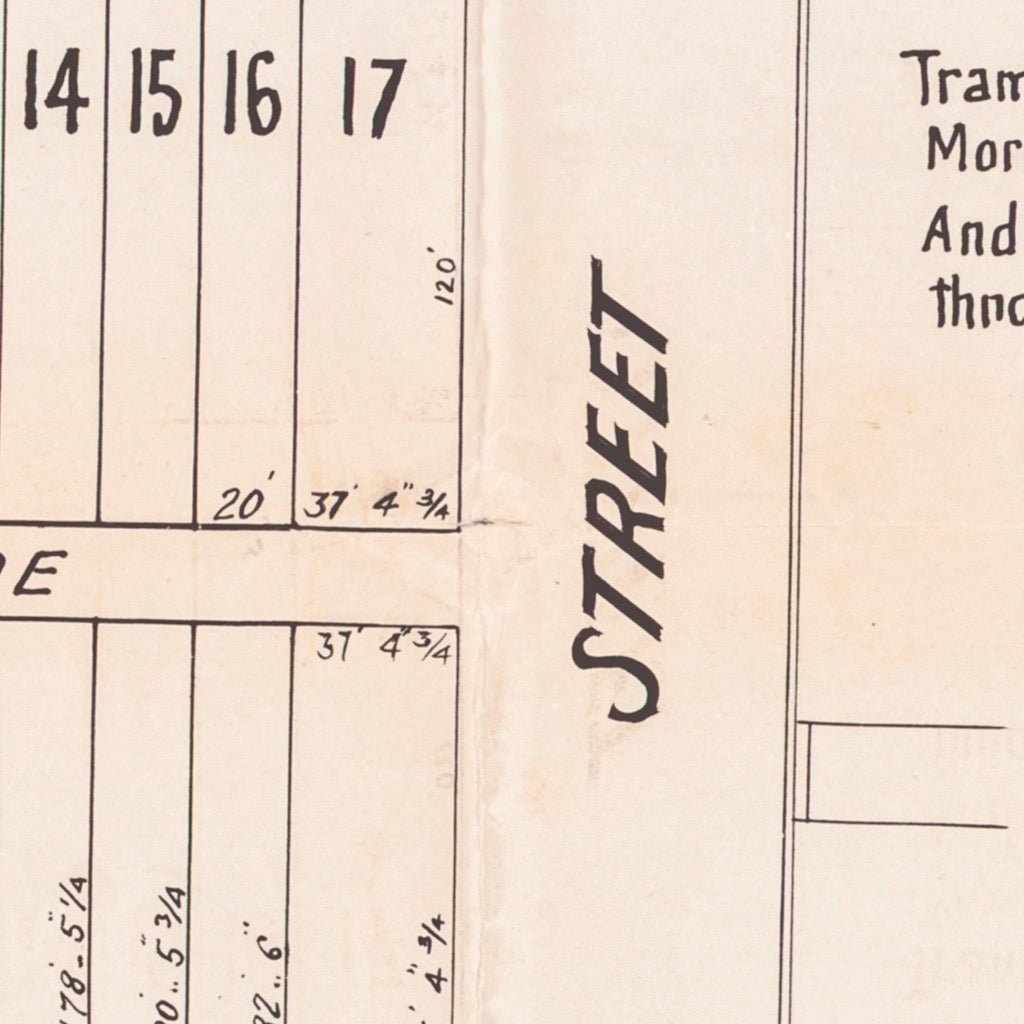 14 15 16 17
Tram
Mor
And
thro
120'
STREET
20' 37' 4" 3/4
E
37' 4" 3/4
178'.. 5" 1/4
5" 3/4
6"
4" 3/4